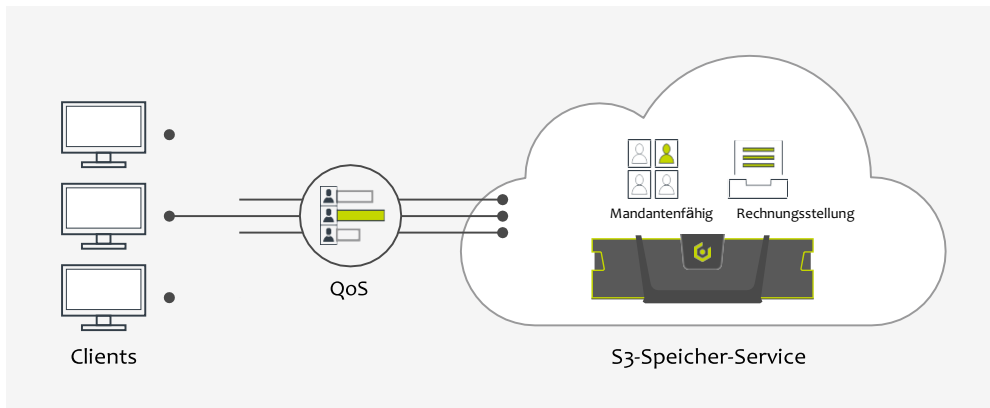 Mandantenfähig
Rechnungsstellung
QoS
Clients
S3-Speicher-Service